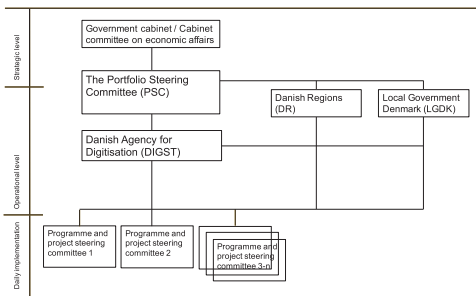 Strategic level
Government cabinet / Cabinet
committee on economic affairs
The Portfolio Steering
Committee (PSC)
Operational level
Danish Regions
(DR)
Local Government
Denmark (LGDK)
Danish Agency for
Digitisation (DIGST)
Daily implementation
Programme and
project steering
committee 1
Programme and
project steering
committee 2
Programme and
project steering
committee 3-n